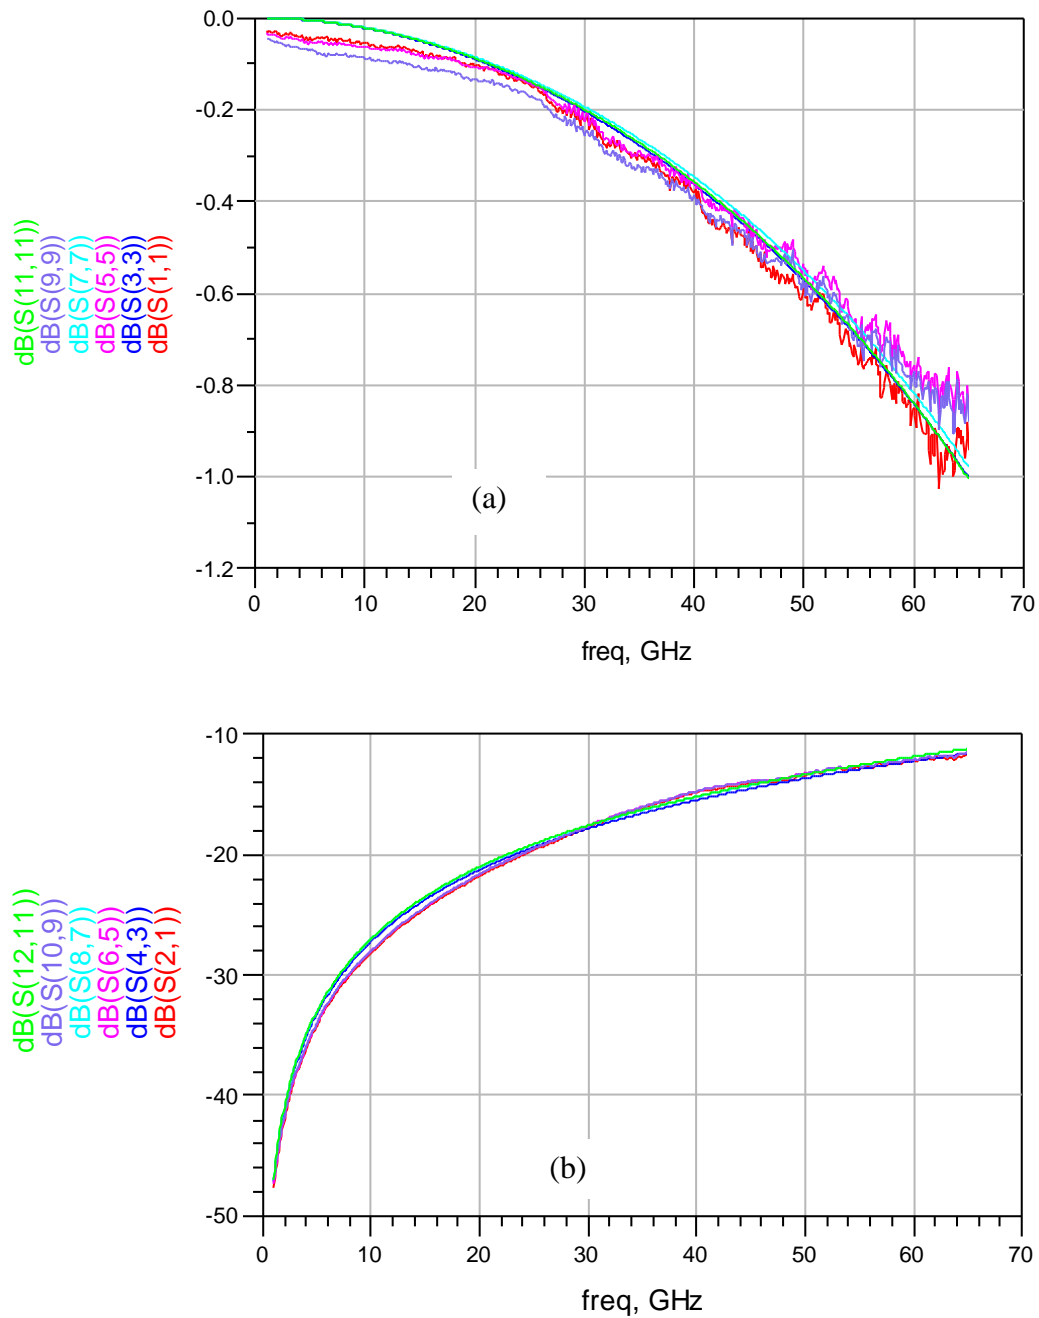 dB(S(11,11))
dB(S(9,9))
dB(S(7,7))
dB(S(5,5))
dB(S(3,3))
dB(S(1,1))
0.0
-0.2
-0.4
-0.6
-0.8
-1.0
-1.2
(a)
0 10 20 30 40 50 60 70
freq, GHz
dB(S(12,11))
dB(S(10,9))
dB(S(8,7))
dB(S(6,5))
dB(S(4,3))
dB(S(2,1))
-10
-20
-30
-40
-50
(b)
0 10 20 30 40 50 60 70
freq, GHz